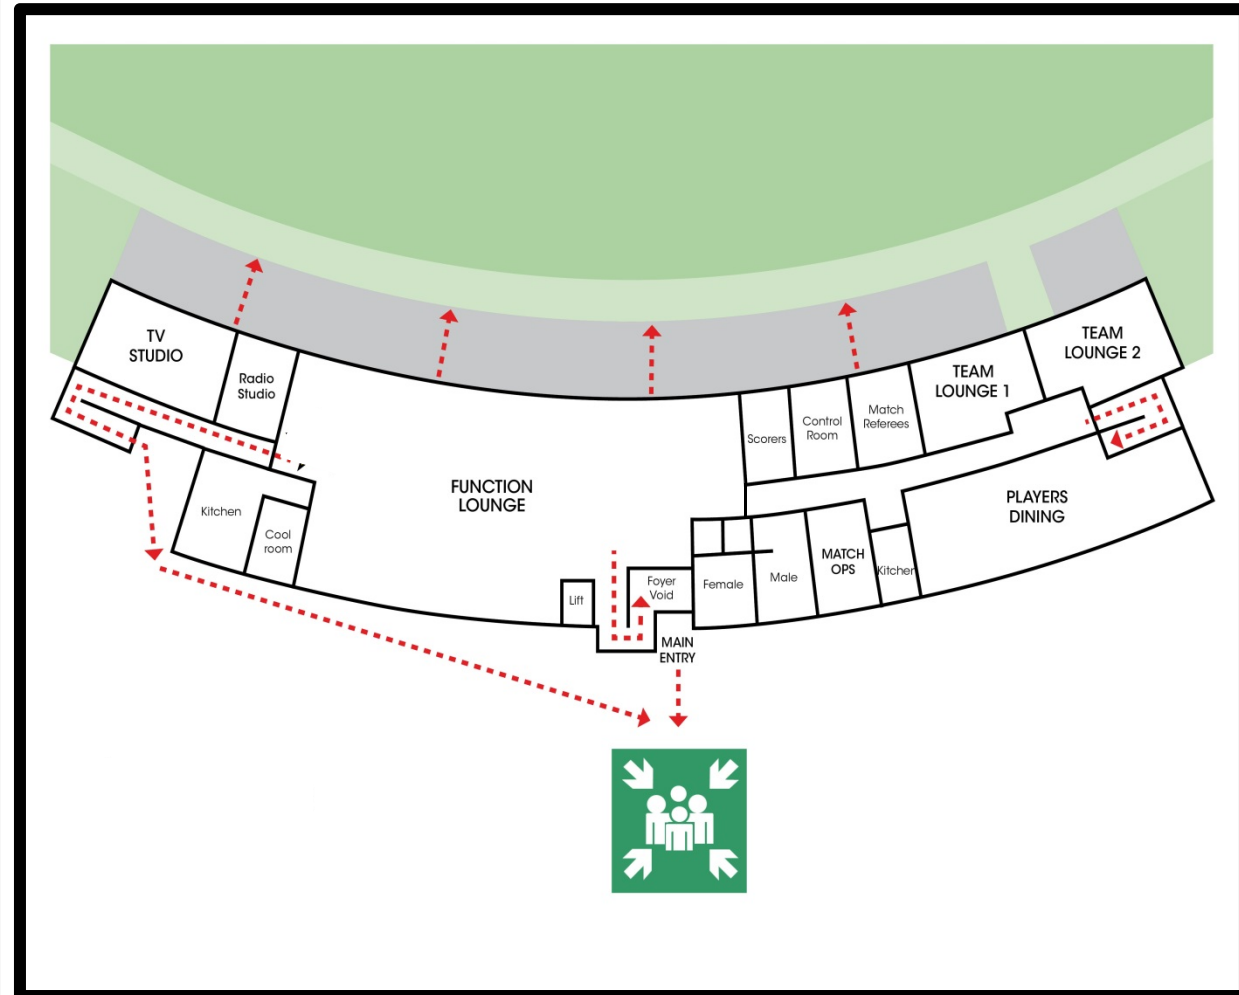 TV
STUDIO
Radio
Studio
Kitchen
Cool
room
FUNCTION
LOUNGE
Lift
Foyer
Void
MAIN
ENTRY
Scorers
Control
Room
Match
Referees
TEAM
LOUNGE 1
TEAM
LOUNGE 2
Female
Male
MATCH
OPS
Kitchen
PLAYERS
DINING